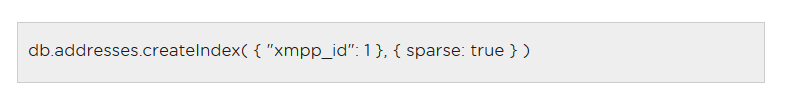 db.addresses.createIndex( { "xmpp_id": 1 }, { sparse: true } )